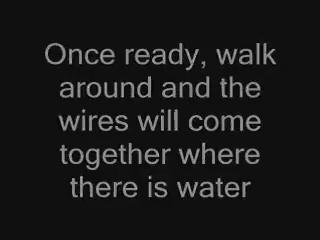 Once ready, walk
around and the
wires will come
together where
there is water